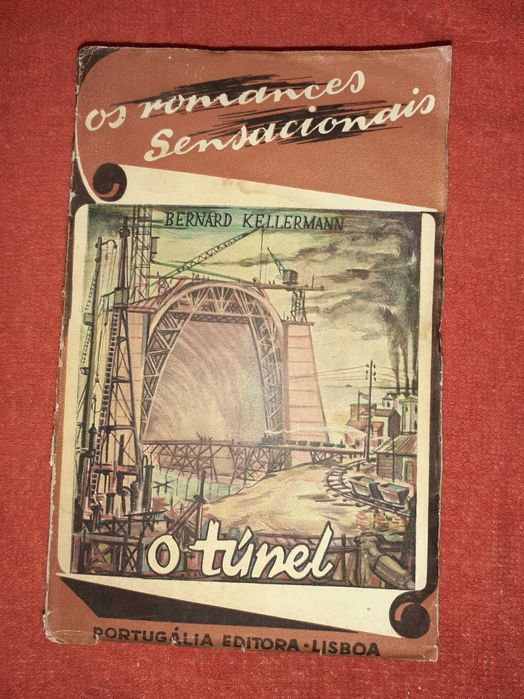 os romances
Sensacionais
BERNARD KELLERMANN
o túnel
PORTUGÁLIA EDITORA - LISBOA